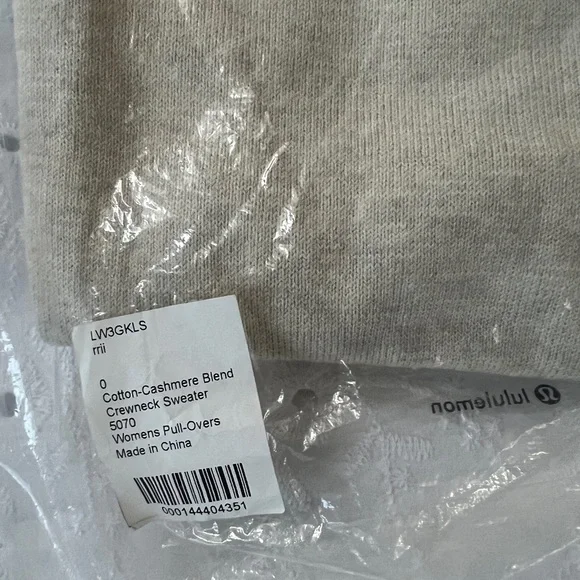 LW3GKLS
rrii
0
Cotton-Cashmere Blend
Crewneck Sweater
5070
Womens Pull-Overs
Made in China
000144404351
lululemon